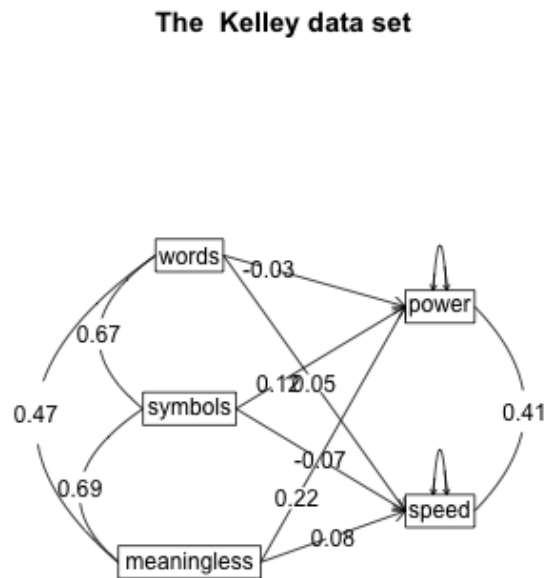 The Kelley data set
words
-0.03
power
0.67
0.12
0.05
0.47
symbols
0.41
-0.07
0.69
0.22
speed
0.08
meaningless